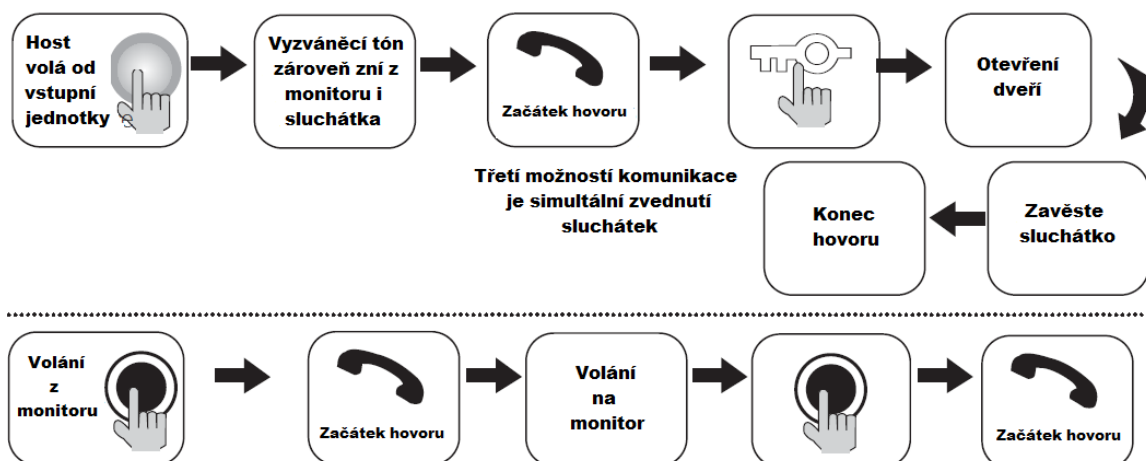 Host
volá od
vstupní
jednotky
Vyzváněcí tón
zároveň zní z
monitoru i
sluchátka
Začátek hovoru
Otevření
dveří
Třetí možností komunikace
je simultální zvednutí
sluchátek
Zavěste
sluchátko
Konec
hovoru
Volání
z
monitoru
Začátek hovoru
Volání
na
monitor
Začátek hovoru